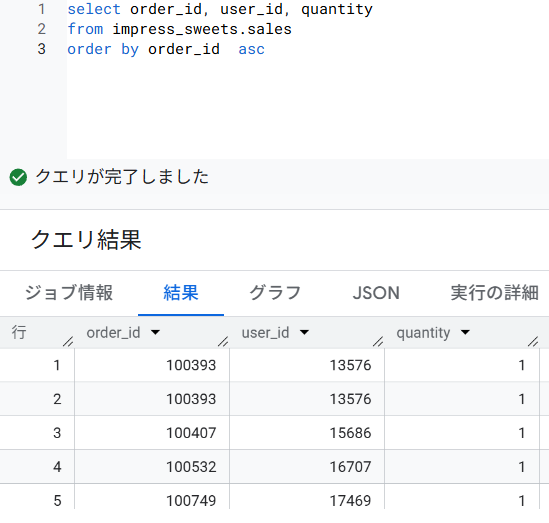 1 select order_id, user_id, quantity
2 from impress_sweets.sales
3 order by order_id  asc
クエリが完了しました
クエリ結果
ジョブ情報 結果 グラフ JSON 実行の詳細
行 order_id user_id quantity
1 100393 13576 1
2 100393 13576 1
3 100407 15686 1
4 100532 16707 1
5 100749 17469 1